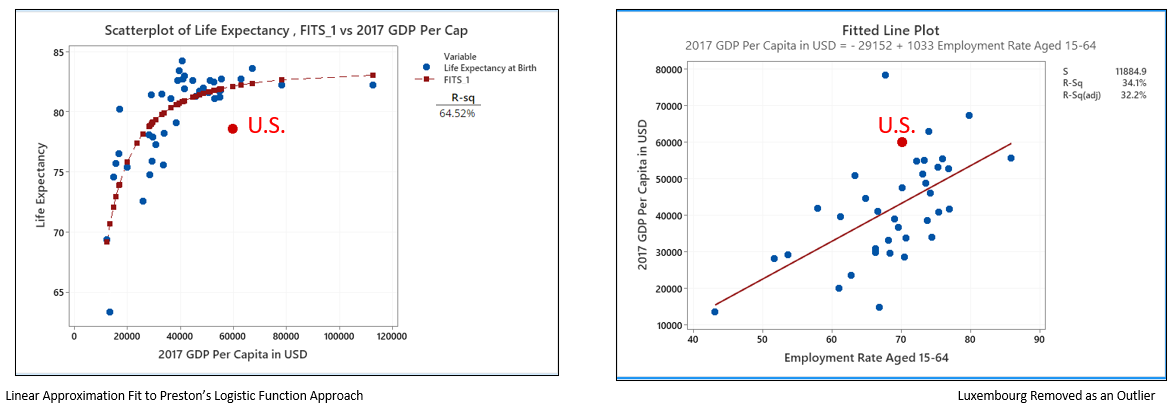 Scatterplot of Life Expectancy , FITS_1 vs 2017 GDP Per Cap
85
80
75
70
65
Life Expectancy
0
20000
40000
60000
80000
100000
120000
2017 GDP Per Capita in USD
Variable
Life Expectancy at Birth
FITS 1
R-sq
64.52%
U.S.
Linear Approximation Fit to Preston's Logistic Function Approach
Fitted Line Plot
2017 GDP Per Capita in USD = - 29152 + 1033 Employment Rate Aged 15-64
80000
70000
60000
50000
40000
30000
20000
10000
2017 GDP Per Capita in USD
40
50
60
70
80
90
Employment Rate Aged 15-64
S 11884.9
R-Sq 34.1%
R-Sq(adj) 32.2%
U.S.
Luxembourg Removed as an Outlier